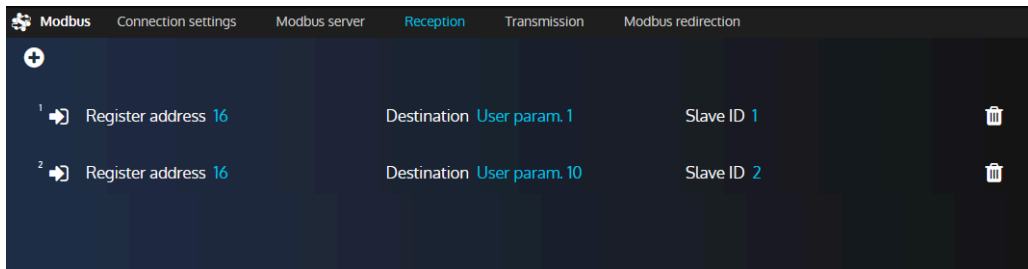 Modbus Connection settings Modbus server Reception Transmission Modbus redirection
1 Register address 16 Destination User param. 1 Slave ID 1
2 Register address 16 Destination User param. 10 Slave ID 2